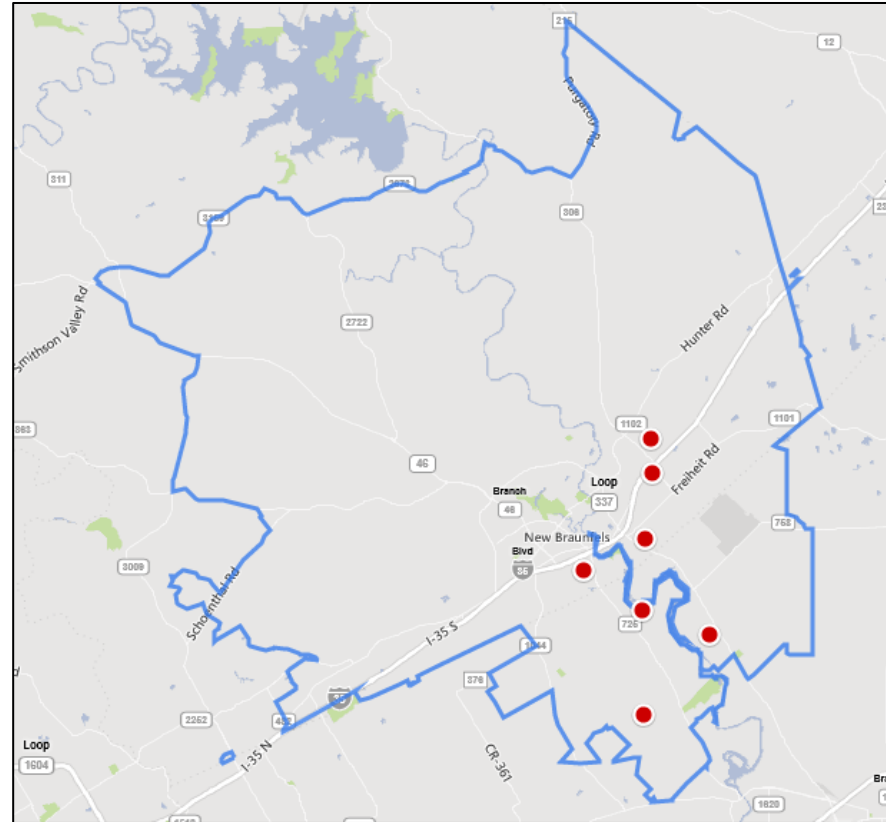 215
12
Purgatory
Rd
311
2673
3159
306
Smithson Valley Rd
2722
Hunter Rd
1102
1101
46
Freiheit Rd
Branch
46
Loop
337
758
New Braunfels
Blvd
35
3009
Schoenthal Rd
725
I-35 S
1044
376
35
2252
482
CR-361
I-35 N
Loop
1604
1620